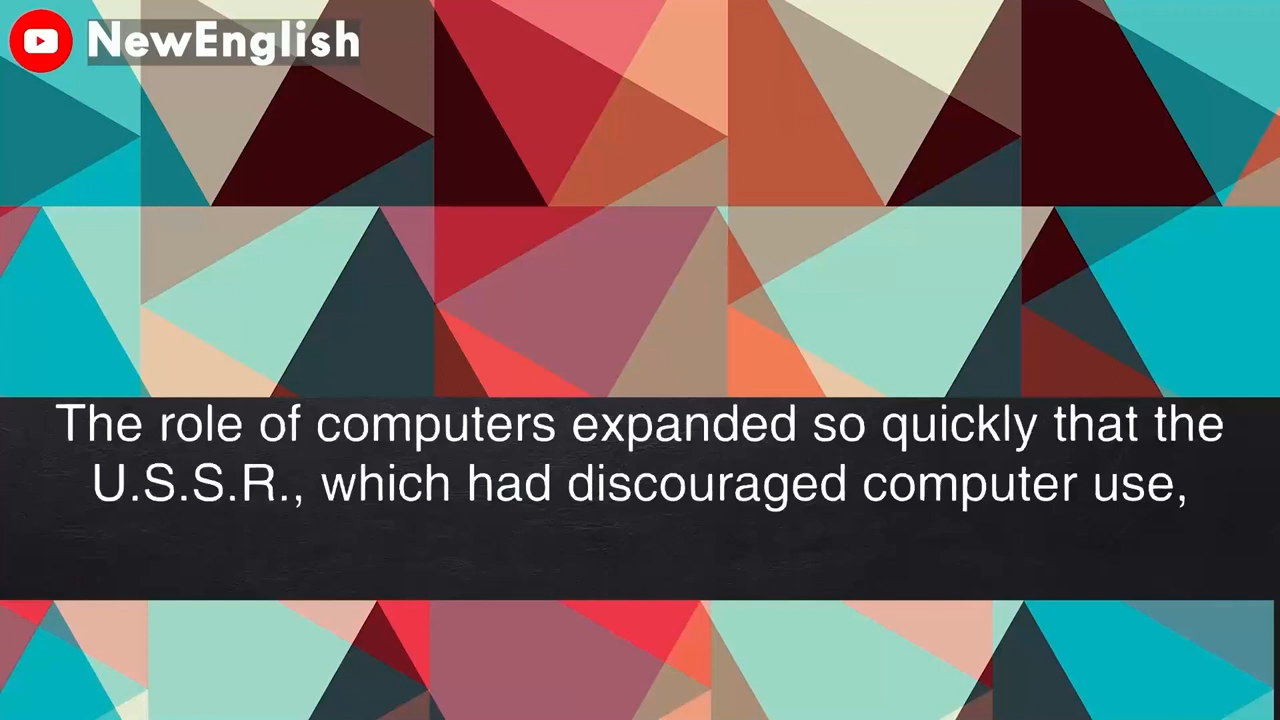 NewEnglish
The role of computers expanded so quickly that the
U.S.S.R., which had discouraged computer use,